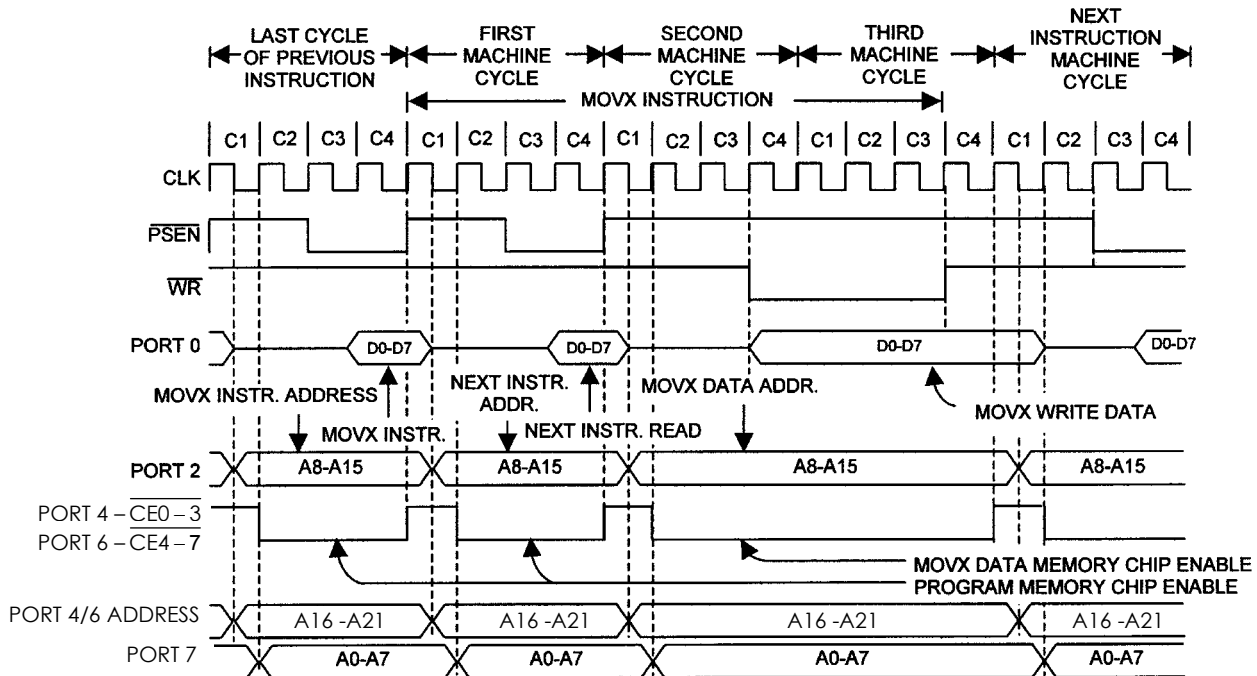 LAST CYCLE
OF PREVIOUS
INSTRUCTION
FIRST
MACHINE
CYCLE
SECOND
MACHINE
CYCLE
THIRD
MACHINE
CYCLE
NEXT
INSTRUCTION
MACHINE
CYCLE
MOVX INSTRUCTION
C1 C2 C3 C4 C1 C2 C3 C4 C1 C2 C3 C4 C1 C2 C3 C4 C1 C2 C3 C4
CLK
PSEN
WR
PORT 0 D0-D7 D0-D7 D0-D7 D0-D7
MOVX INSTR. ADDRESS
MOVX INSTR.
NEXT INSTR.
ADDR.
NEXT INSTR. READ
MOVX DATA ADDR.
MOVX WRITE DATA
PORT 2 A8-A15 A8-A15 A8-A15 A8-A15
PORT 4 – CE0 – 3
PORT 6 – CE4 – 7
MOVX DATA MEMORY CHIP ENABLE
PROGRAM MEMORY CHIP ENABLE
PORT 4/6 ADDRESS A16 -A21 A16 -A21 A16 -A21 A16 -A21
PORT 7 A0-A7 A0-A7 A0-A7 A0-A7